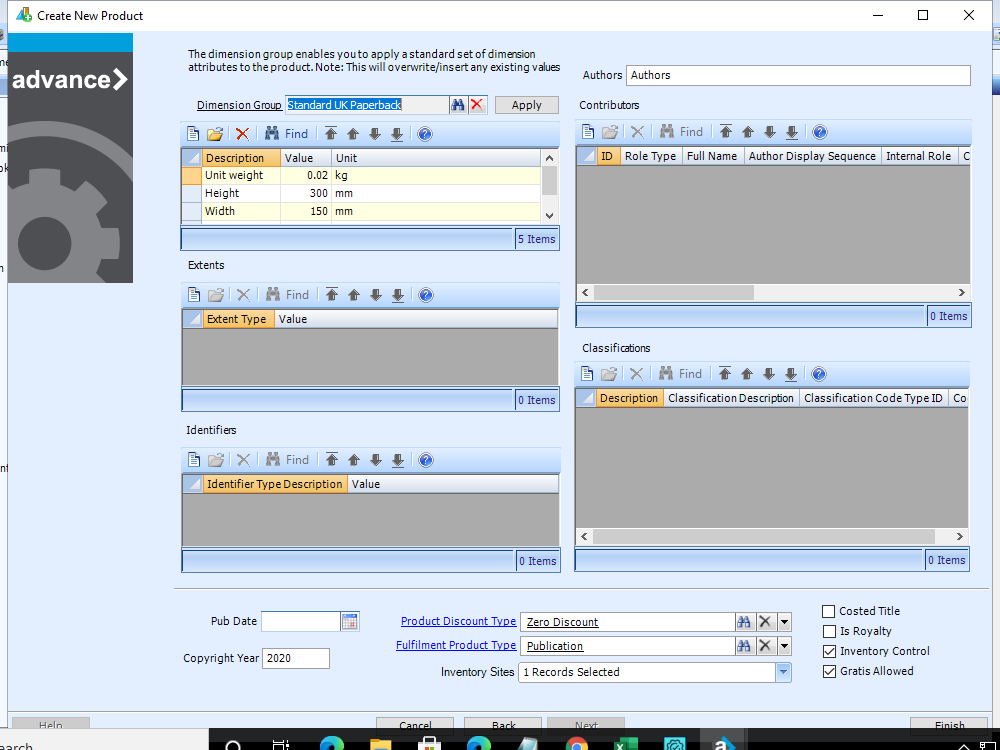 Create New Product
advance
The dimension group enables you to apply a standard set of dimension
attributes to the product. Note: This will overwrite/insert any existing values
Dimension Group Standard UK Paperback Apply
Find
Description Value Unit
Unit weight 0.02 kg
Height 300 mm
Width 150 mm
5 Items
Extents
Find
Extent Type Value
0 Items
Identifiers
Find
Identifier Type Description Value
0 Items
Authors Authors
Contributors
Find
ID Role Type Full Name Author Display Sequence Internal Role C
0 Items
Classifications
Find
Description Classification Description Classification Code Type ID Co
0 Items
Pub Date
Copyright Year 2020
Product Discount Type Zero Discount
Fulfilment Product Type Publication
Inventory Sites 1 Records Selected
Costed Title
Is Royalty
Inventory Control
Gratis Allowed
Help Cancel Back Next Finish
earch